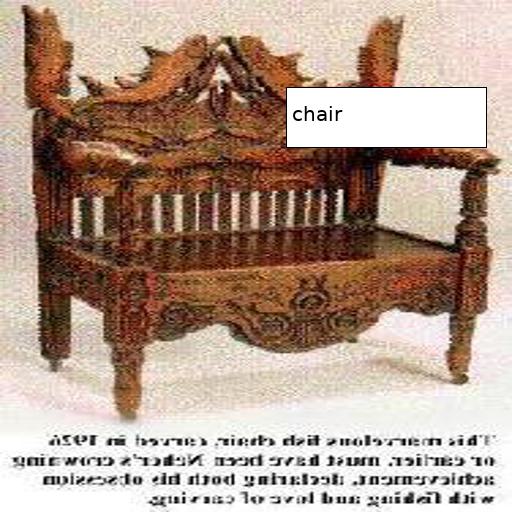 chair
This marvelous fish chair, carved in 1926
or earlier, must have been Neher's crowning
achievement, declaring both his obsession
with fishing and love of carving.